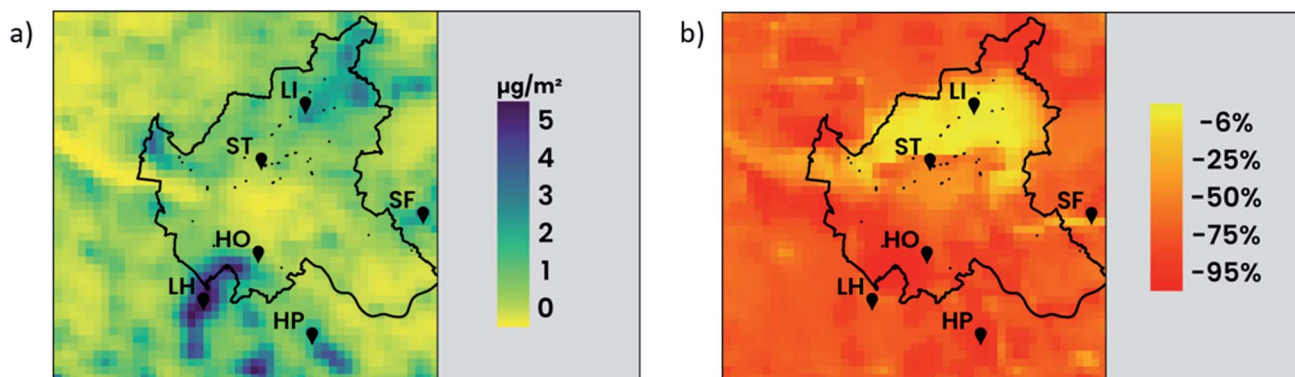 a)
LI
ST
SF
HO
LH
HP
µg/m²
5
4
3
2
1
0
b)
LI
ST
SF
HO
LH
HP
-6%
-25%
-50%
-75%
-95%